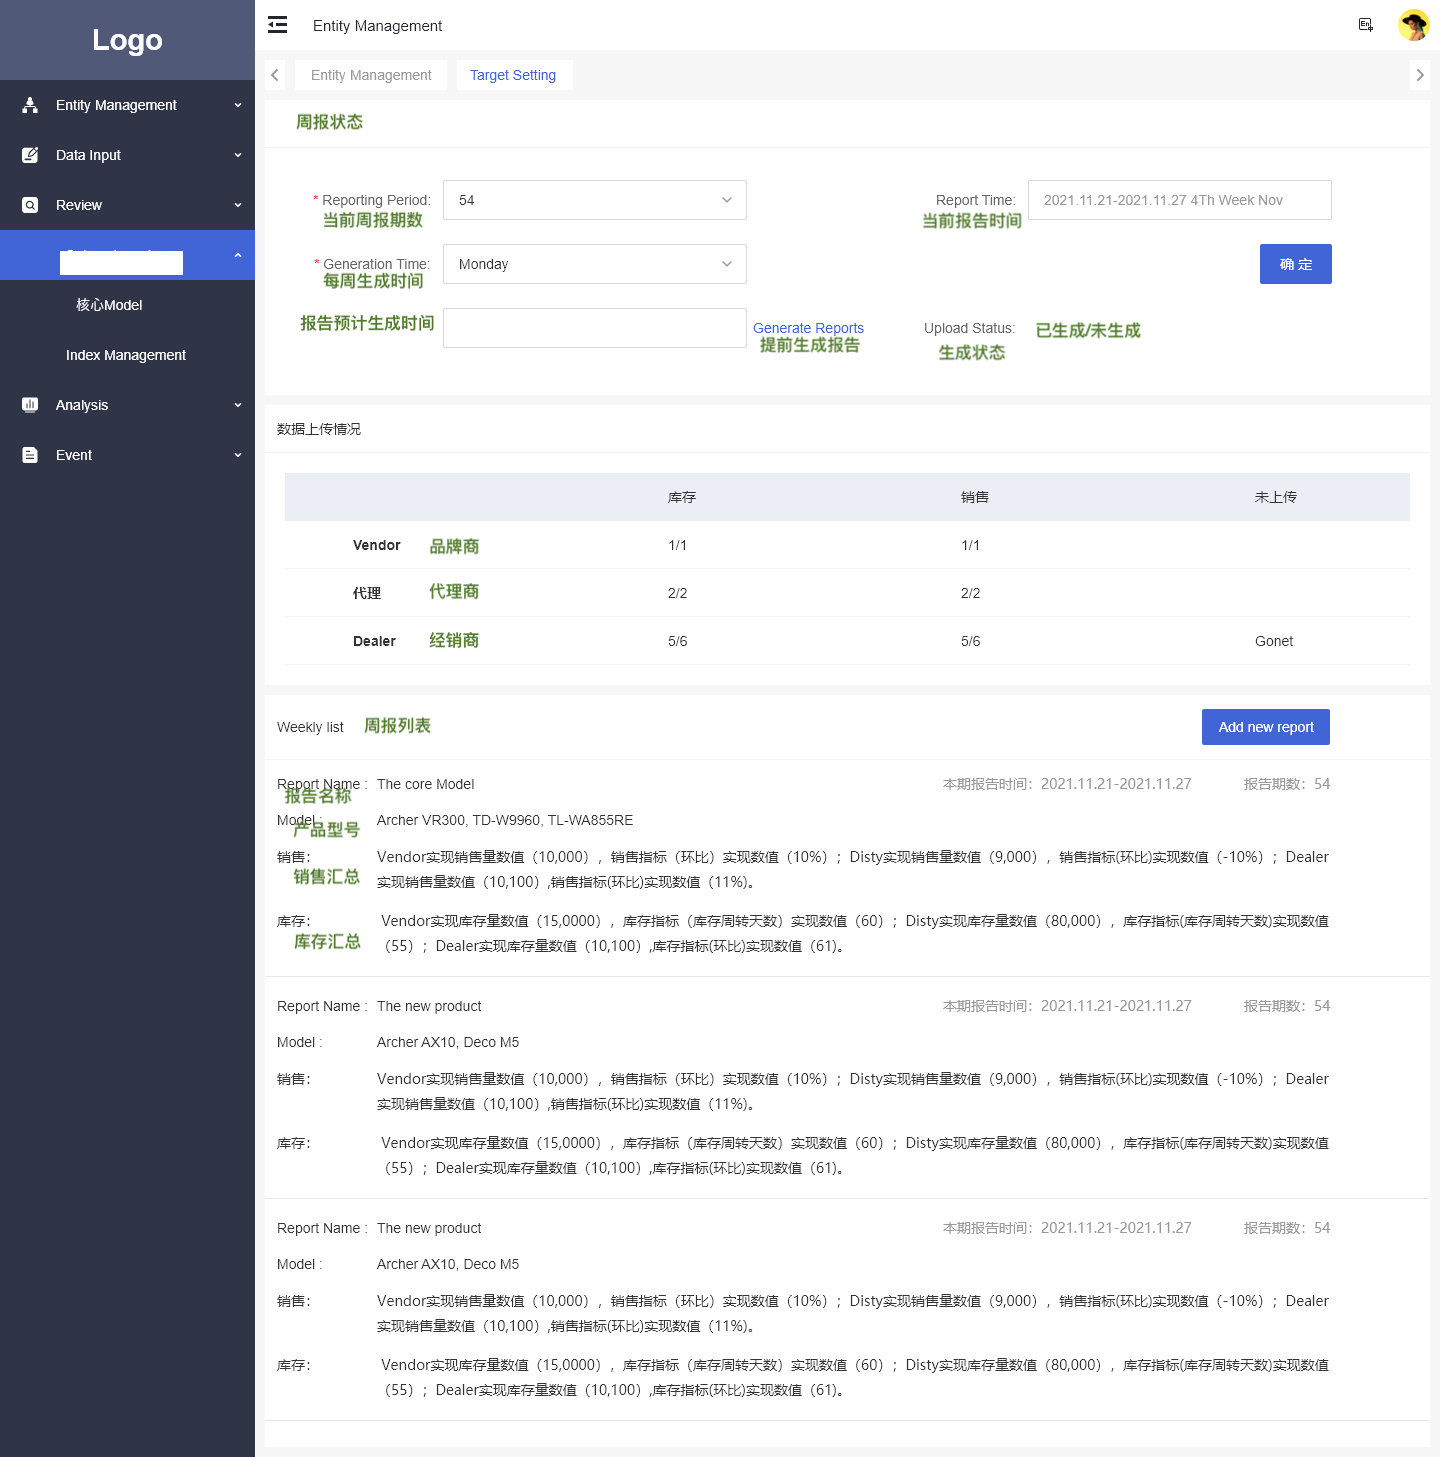 Logo
Entity Management
Data Input
Review
核心Model
Index Management
Analysis
Event
Entity Management
Entity Management
Target Setting
周报状态
* Reporting Period: 54
Report Time: 2021.11.21-2021.11.27 4Th Week Nov
当前周报期数
当前报告时间
* Generation Time: Monday
确 定
每周生成时间
报告预计生成时间
Generate Reports
Upload Status: 已生成/未生成
提前生成报告
生成状态
数据上传情况
库存 销售 未上传
Vendor 品牌商 1/1 1/1
代理 代理商 2/2 2/2
Dealer 经销商 5/6 5/6 Gonet
Weekly list 周报列表
Add new report
Report Name : The core Model 本期报告时间：2021.11.21-2021.11.27 报告期数：54
报告名称
Model : Archer VR300, TD-W9960, TL-WA855RE
产品型号
销售： Vendor实现销售量数值（10,000），销售指标（环比）实现数值（10%）；Disty实现销售量数值（9,000），销售指标(环比)实现数值（-10%）；Dealer
实现销售量数值（10,100）,销售指标(环比)实现数值（11%)。
销售汇总
库存： Vendor实现库存量数值（15,0000），库存指标（库存周转天数）实现数值（60）；Disty实现库存量数值（80,000），库存指标(库存周转天数)实现数值
（55）；Dealer实现库存量数值（10,100）,库存指标(环比)实现数值（61)。
库存汇总
Report Name : The new product 本期报告时间：2021.11.21-2021.11.27 报告期数：54
Model : Archer AX10, Deco M5
销售： Vendor实现销售量数值（10,000），销售指标（环比）实现数值（10%）；Disty实现销售量数值（9,000），销售指标(环比)实现数值（-10%）；Dealer
实现销售量数值（10,100）,销售指标(环比)实现数值（11%)。
库存： Vendor实现库存量数值（15,0000），库存指标（库存周转天数）实现数值（60）；Disty实现库存量数值（80,000），库存指标(库存周转天数)实现数值
（55）；Dealer实现库存量数值（10,100）,库存指标(环比)实现数值（61)。
Report Name : The new product 本期报告时间：2021.11.21-2021.11.27 报告期数：54
Model : Archer AX10, Deco M5
销售： Vendor实现销售量数值（10,000），销售指标（环比）实现数值（10%）；Disty实现销售量数值（9,000），销售指标(环比)实现数值（-10%）；Dealer
实现销售量数值（10,100）,销售指标(环比)实现数值（11%)。
库存： Vendor实现库存量数值（15,0000），库存指标（库存周转天数）实现数值（60）；Disty实现库存量数值（80,000），库存指标(库存周转天数)实现数值
（55）；Dealer实现库存量数值（10,100）,库存指标(环比)实现数值（61)。